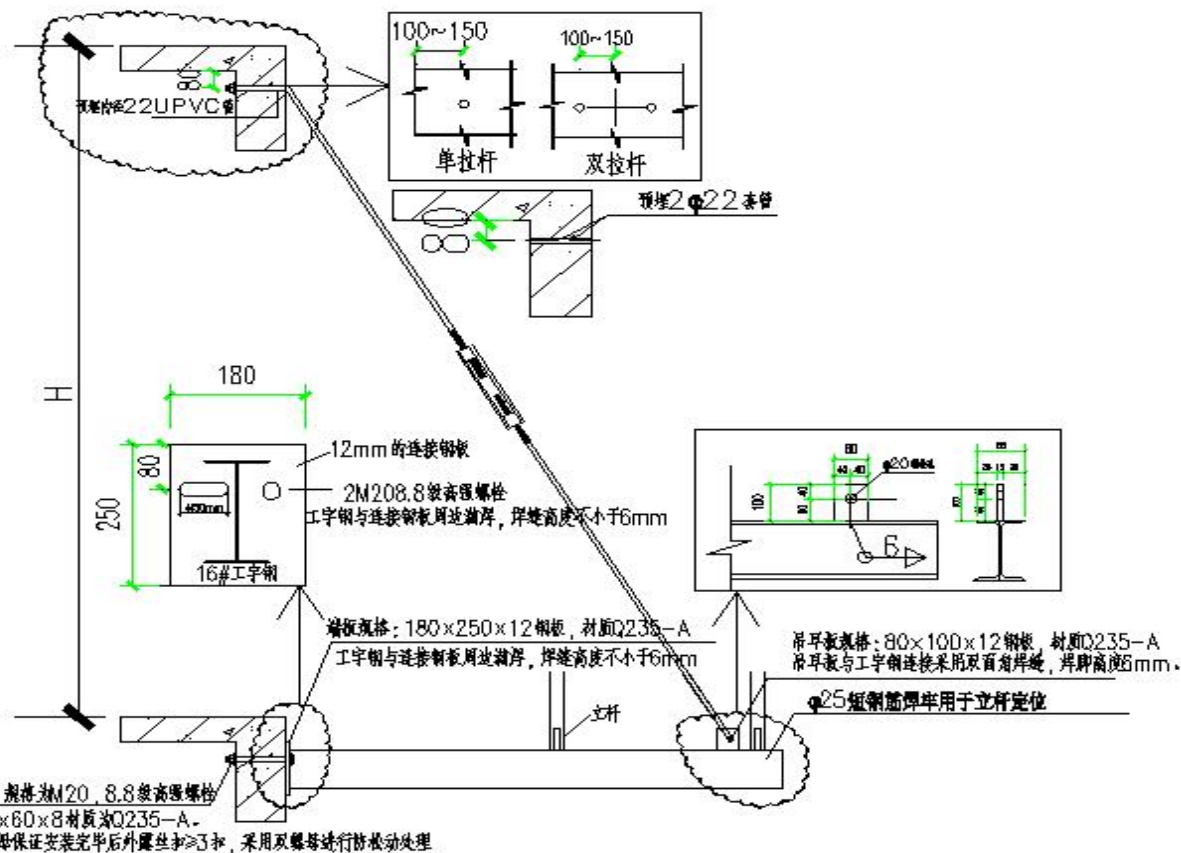 100~150
100~150
80
预埋内径22UPVC管
单拉杆
双拉杆
预埋2φ22套管
80
H
180
12mm的连接钢板
80
250
2M208.8级高强螺栓
工字钢与连接钢板周边满焊，焊缝高度不小于6mm
16#工字钢
80
40 40
φ20
100
6
端板规格：180×250×12钢板，材质Q235-A
工字钢与连接钢板周边满焊，焊缝高度不小于6mm
吊耳板规格：80×100×12钢板，材质Q235-A
吊耳板与工字钢连接采用双面角焊缝，焊脚高度6mm。
φ25短钢筋焊牢用于立杆定位
立杆
规格为M20，8.8级高强螺栓
×60×8材质为Q235-A。
母保证安装完毕后外露丝扣≥3扣，采用双螺母进行防松动处理